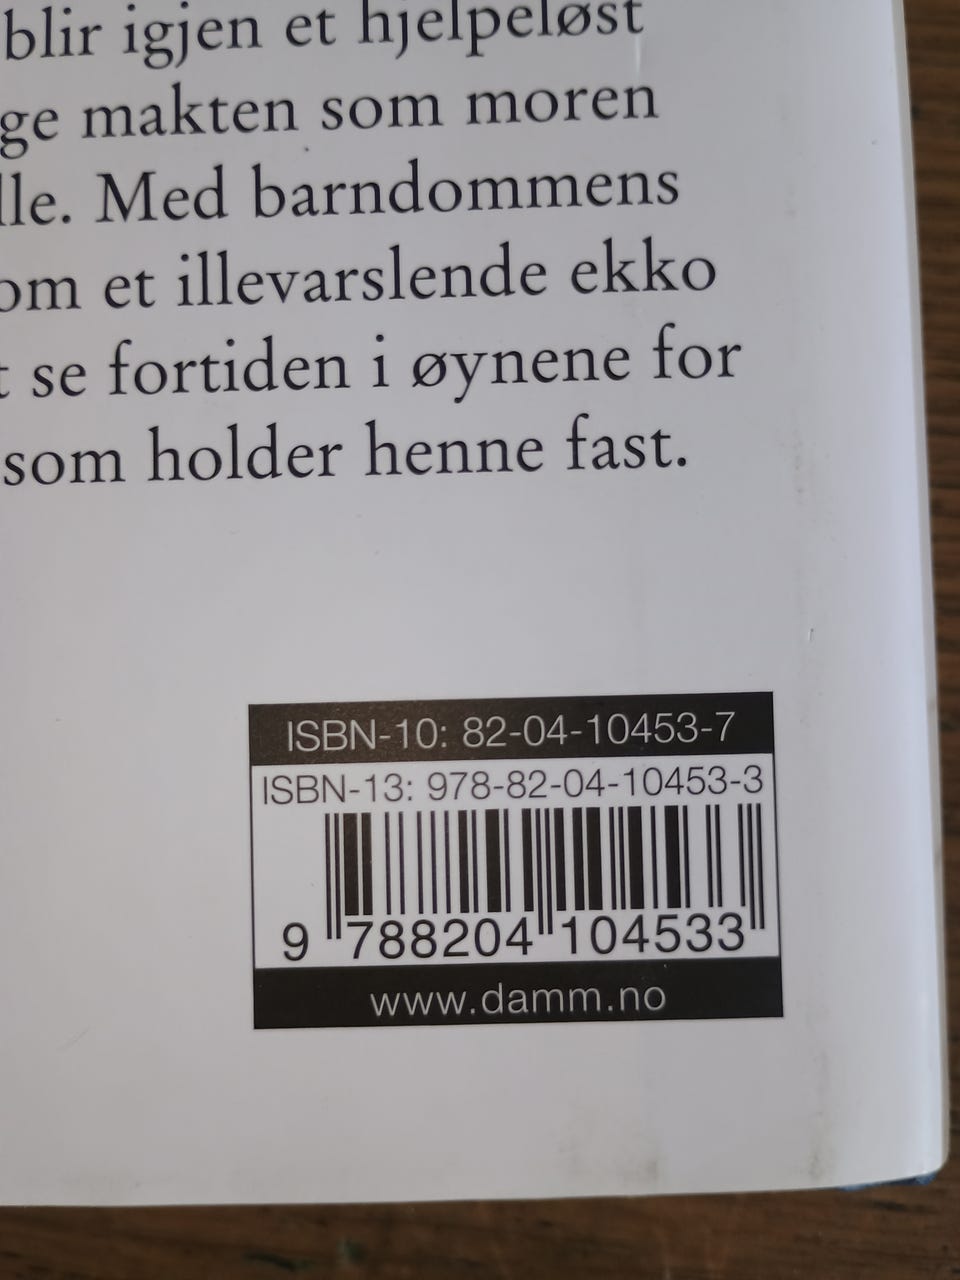 blir igjen et hjelpeløst
ge makten som moren
lle. Med barndommens
om et illevarslende ekko
t se fortiden i øynene for
som holder henne fast.
ISBN-10: 82-04-10453-7
ISBN-13: 978-82-04-10453-3
9 788204 104533
www.damm.no